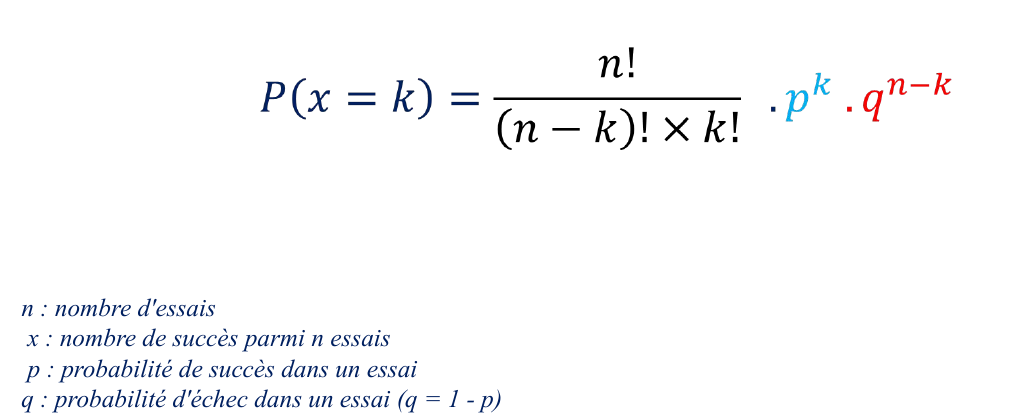 P(x = k) = n! / ((n − k)! × k!) . p^k . q^(n−k)
n : nombre d'essais
x : nombre de succès parmi n essais
p : probabilité de succès dans un essai
q : probabilité d'échec dans un essai (q = 1 - p)